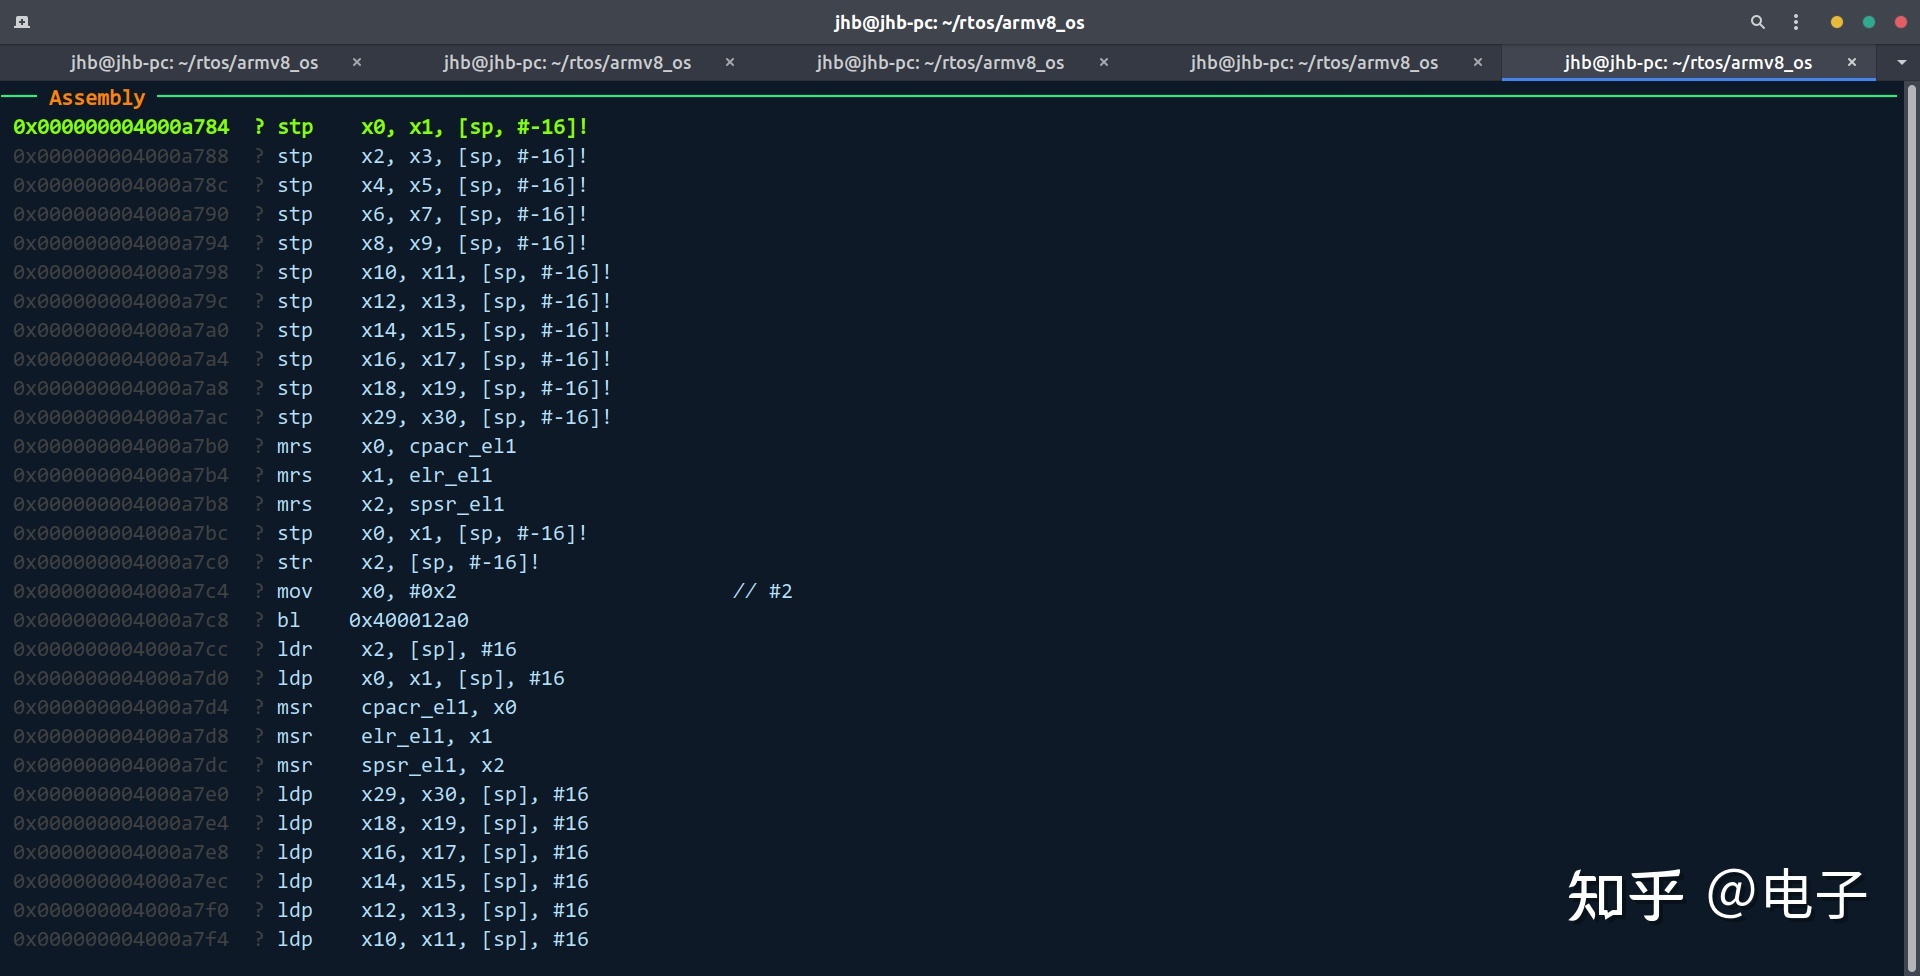 jhb@jhb-pc: ~/rtos/armv8_os
jhb@jhb-pc: ~/rtos/armv8_os × jhb@jhb-pc: ~/rtos/armv8_os × jhb@jhb-pc: ~/rtos/armv8_os × jhb@jhb-pc: ~/rtos/armv8_os × jhb@jhb-pc: ~/rtos/armv8_os ×
Assembly
0x000000004000a784 ? stp x0, x1, [sp, #-16]!
0x000000004000a788 ? stp x2, x3, [sp, #-16]!
0x000000004000a78c ? stp x4, x5, [sp, #-16]!
0x000000004000a790 ? stp x6, x7, [sp, #-16]!
0x000000004000a794 ? stp x8, x9, [sp, #-16]!
0x000000004000a798 ? stp x10, x11, [sp, #-16]!
0x000000004000a79c ? stp x12, x13, [sp, #-16]!
0x000000004000a7a0 ? stp x14, x15, [sp, #-16]!
0x000000004000a7a4 ? stp x16, x17, [sp, #-16]!
0x000000004000a7a8 ? stp x18, x19, [sp, #-16]!
0x000000004000a7ac ? stp x29, x30, [sp, #-16]!
0x000000004000a7b0 ? mrs x0, cpacr_el1
0x000000004000a7b4 ? mrs x1, elr_el1
0x000000004000a7b8 ? mrs x2, spsr_el1
0x000000004000a7bc ? stp x0, x1, [sp, #-16]!
0x000000004000a7c0 ? str x2, [sp, #-16]!
0x000000004000a7c4 ? mov x0, #0x2 // #2
0x000000004000a7c8 ? bl 0x400012a0
0x000000004000a7cc ? ldr x2, [sp], #16
0x000000004000a7d0 ? ldp x0, x1, [sp], #16
0x000000004000a7d4 ? msr cpacr_el1, x0
0x000000004000a7d8 ? msr elr_el1, x1
0x000000004000a7dc ? msr spsr_el1, x2
0x000000004000a7e0 ? ldp x29, x30, [sp], #16
0x000000004000a7e4 ? ldp x18, x19, [sp], #16
0x000000004000a7e8 ? ldp x16, x17, [sp], #16
0x000000004000a7ec ? ldp x14, x15, [sp], #16
0x000000004000a7f0 ? ldp x12, x13, [sp], #16
0x000000004000a7f4 ? ldp x10, x11, [sp], #16
知乎 @电子